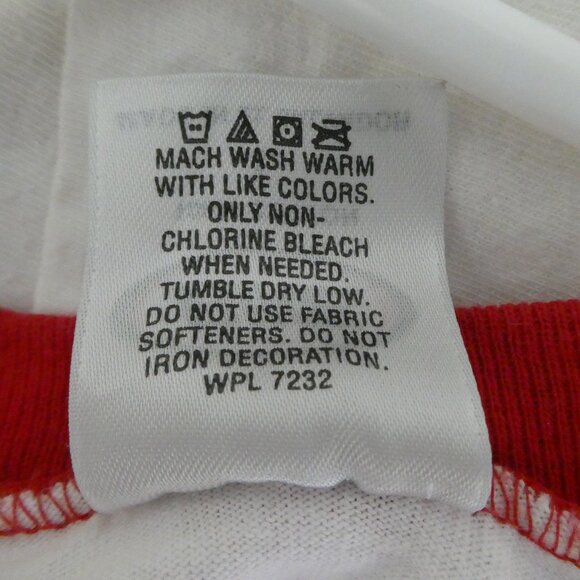 MACH WASH WARM
WITH LIKE COLORS.
ONLY NON-
CHLORINE BLEACH
WHEN NEEDED.
TUMBLE DRY LOW.
DO NOT USE FABRIC
SOFTENERS. DO NOT
IRON DECORATION.
WPL 7232